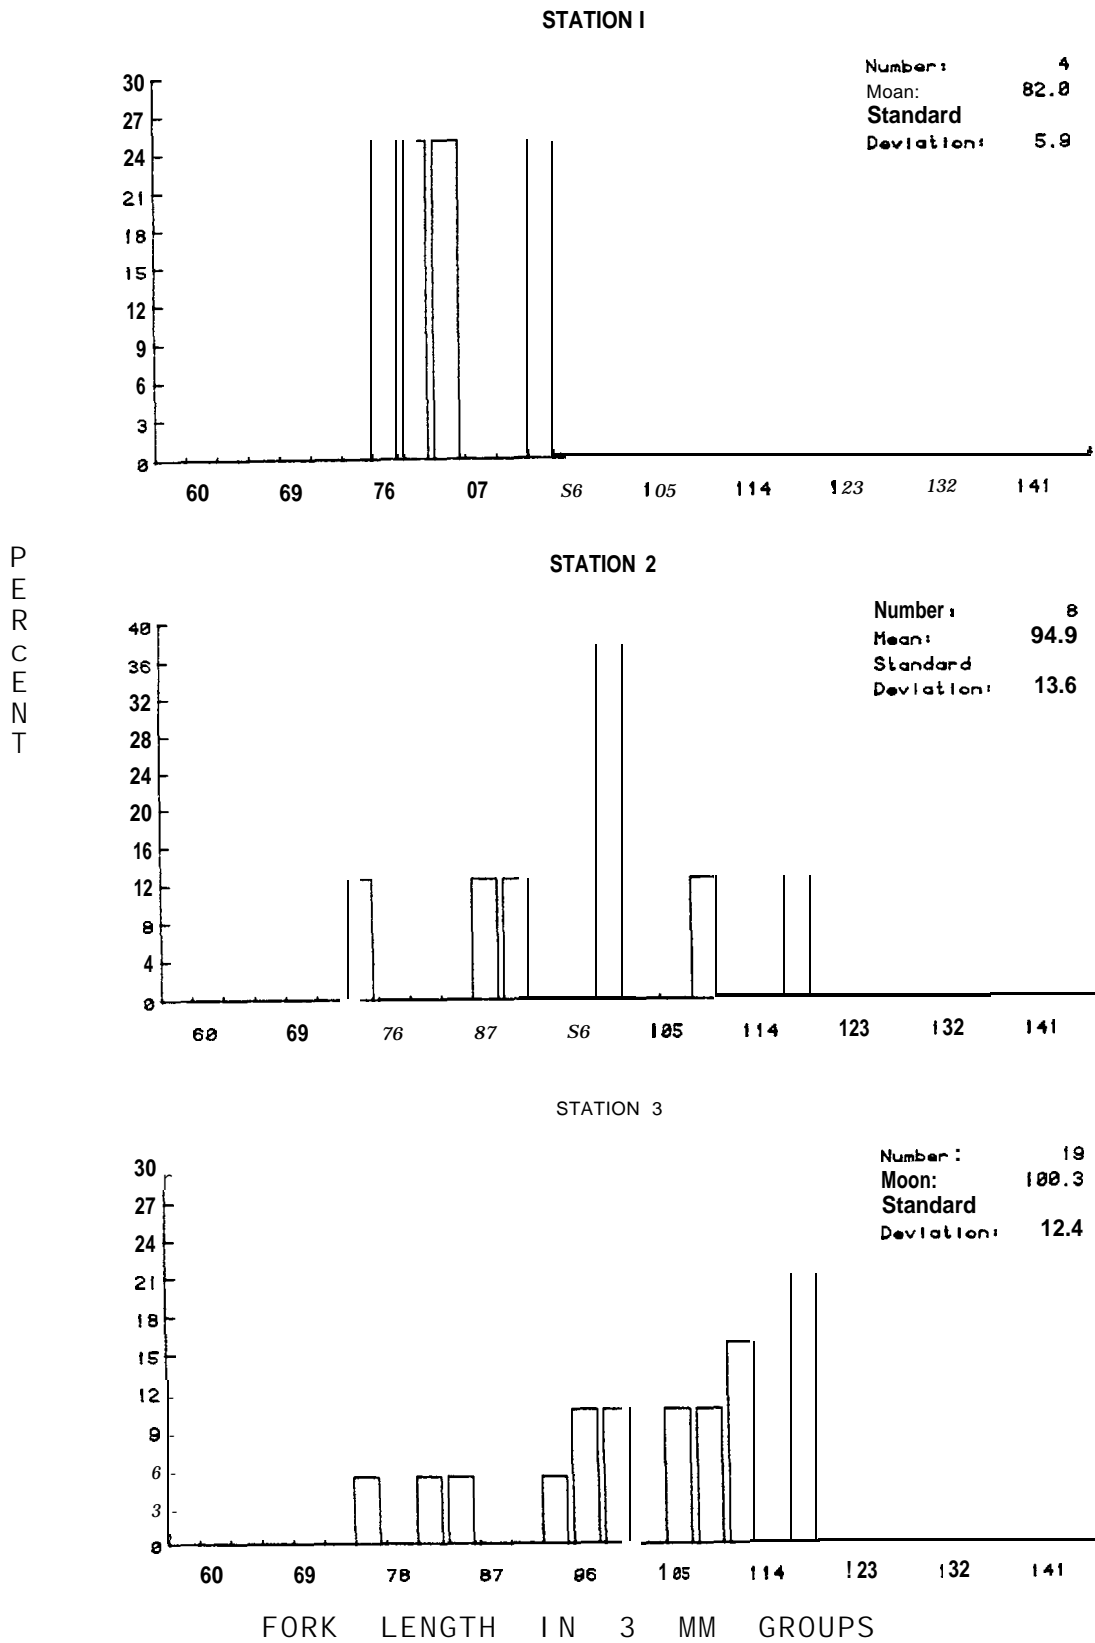 STATION I
Number: 4
Moan: 82.0
Standard
Deviation: 5.9
30
27
24
21
18
15
12
9
6
3
0
60 69 76 07 S6 105 114 123 132 141
PERcENT
STATION 2
Number: 8
Mean: 94.9
Standard
Deviation: 13.6
40
36
32
28
24
20
16
12
8
4
0
60 69 76 87 S6 105 114 123 132 141
STATION 3
Number: 19
Moon: 100.3
Standard
Deviation: 12.4
30
27
24
21
18
15
12
9
6
3
0
60 69 78 87 96 105 114 !23 132 141
FORK LENGTH IN 3 MM GROUPS